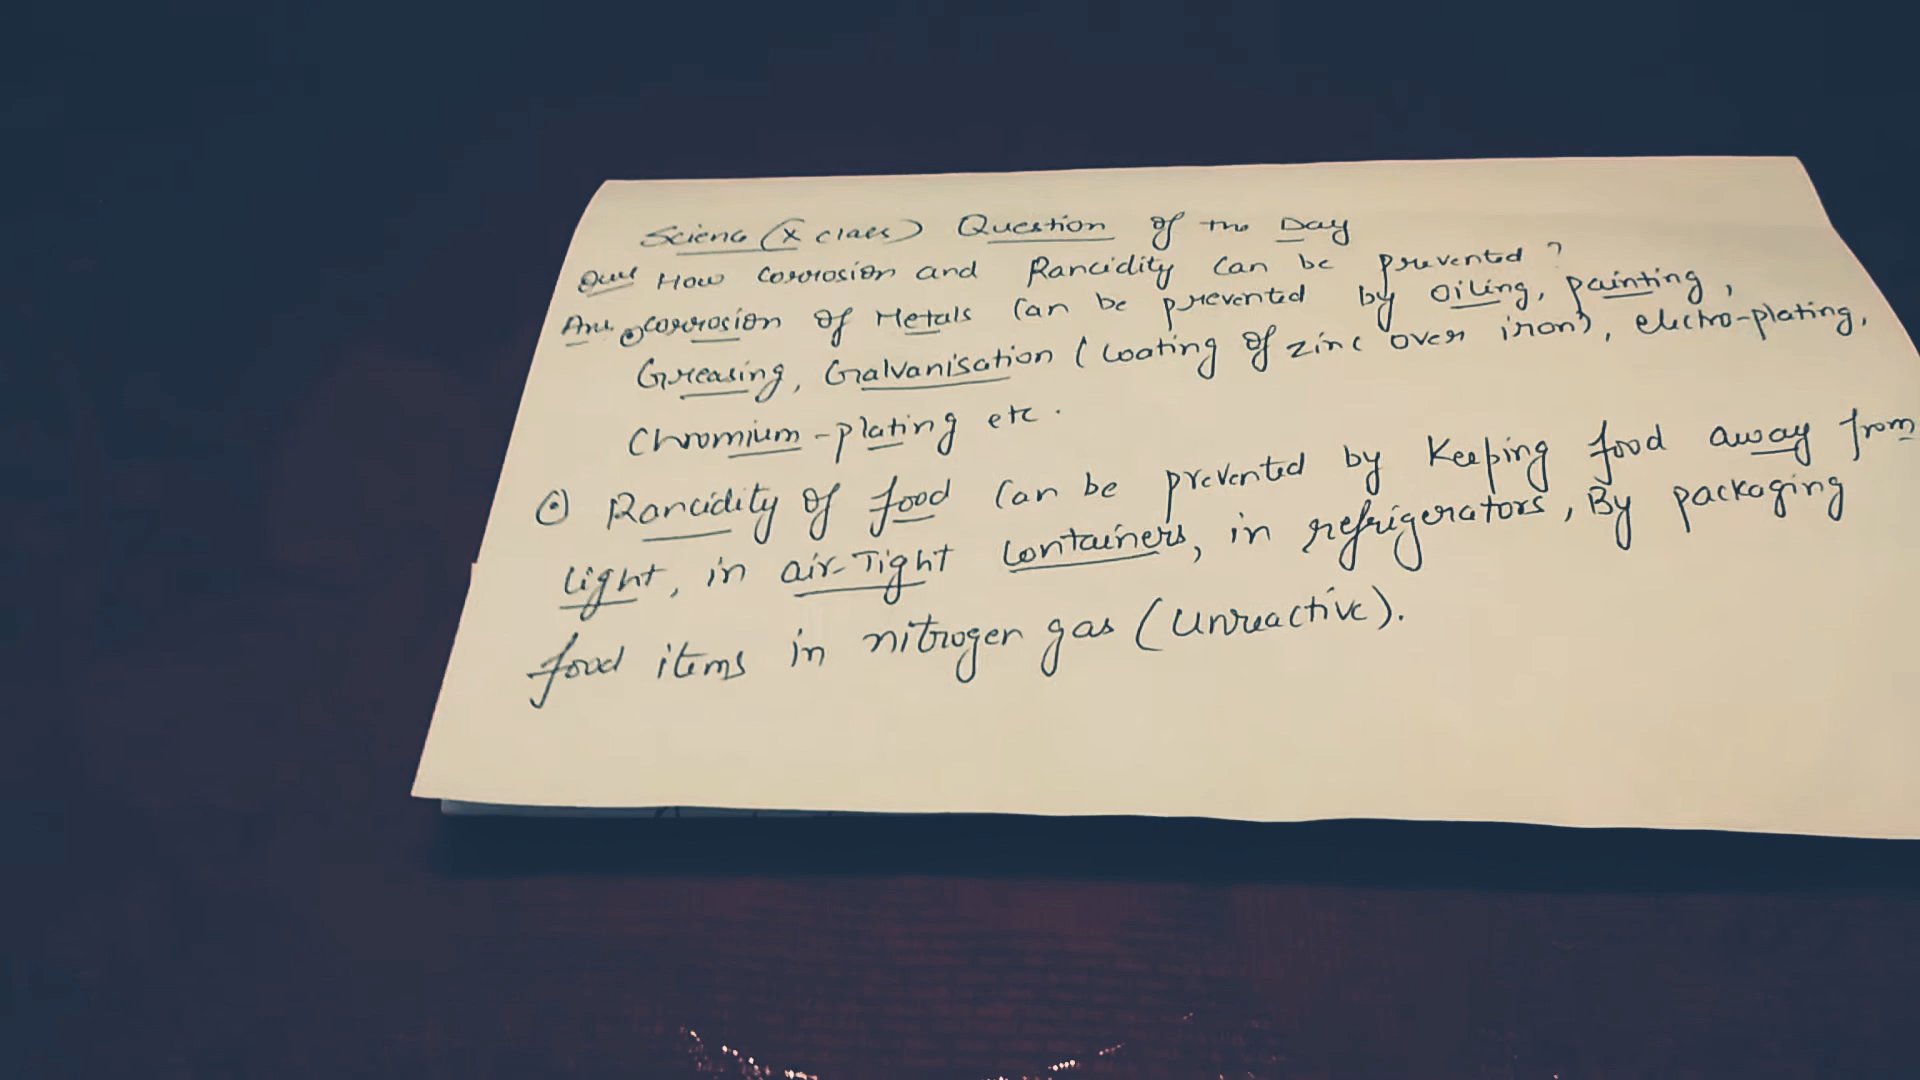 Science (X class) Question of the Day
Ques How corrosion and Rancidity can be prevented?
Ans. ⊙ corrosion of Metals can be prevented by oiling, painting,
Greasing, Galvanisation (coating of zinc over iron), electro-plating,
Chromium-plating etc.
⊙ Rancidity of food can be prevented by Keeping food away from
light, in air-Tight containers, in refrigerators, By packaging
food items in nitrogen gas (Unreactive).